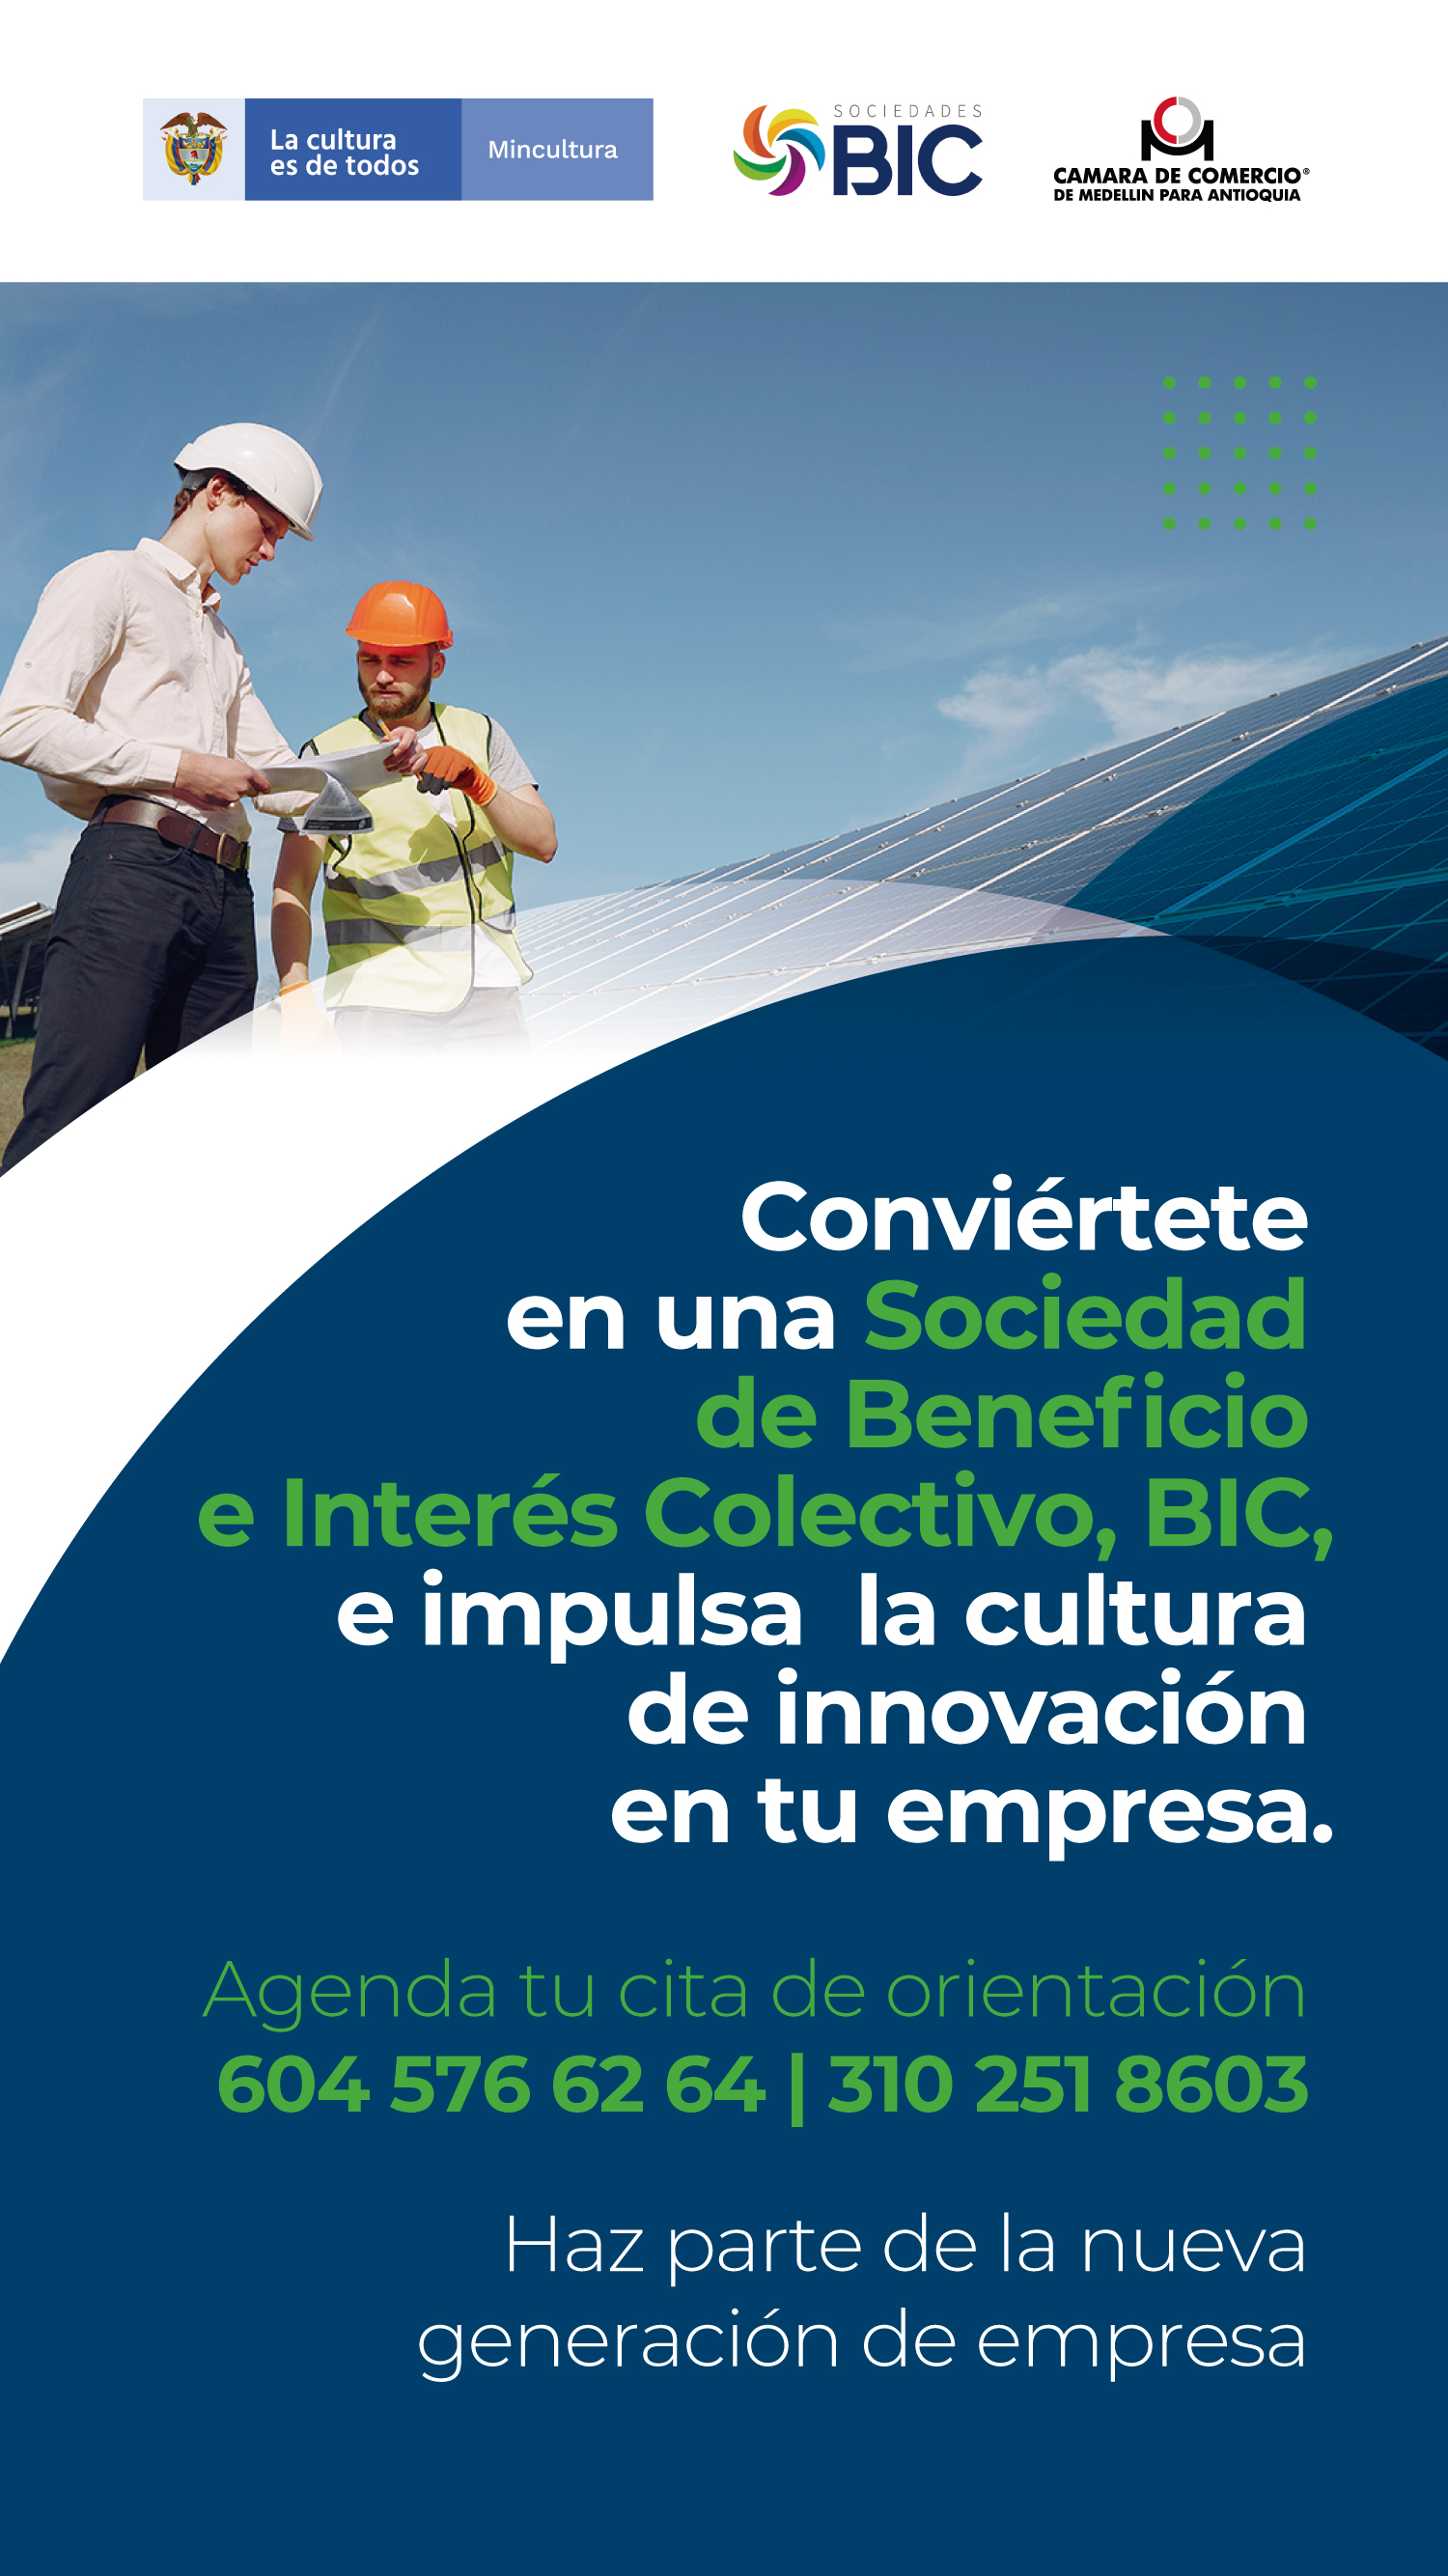 La cultura
es de todos
Mincultura
SOCIEDADES
BIC
CAMARA DE COMERCIO®
DE MEDELLIN PARA ANTIOQUIA
Conviértete
en una Sociedad
de Beneficio
e Interés Colectivo, BIC,
e impulsa la cultura
de innovación
en tu empresa.
Agenda tu cita de orientación
604 576 62 64 | 310 251 8603
Haz parte de la nueva
generación de empresa